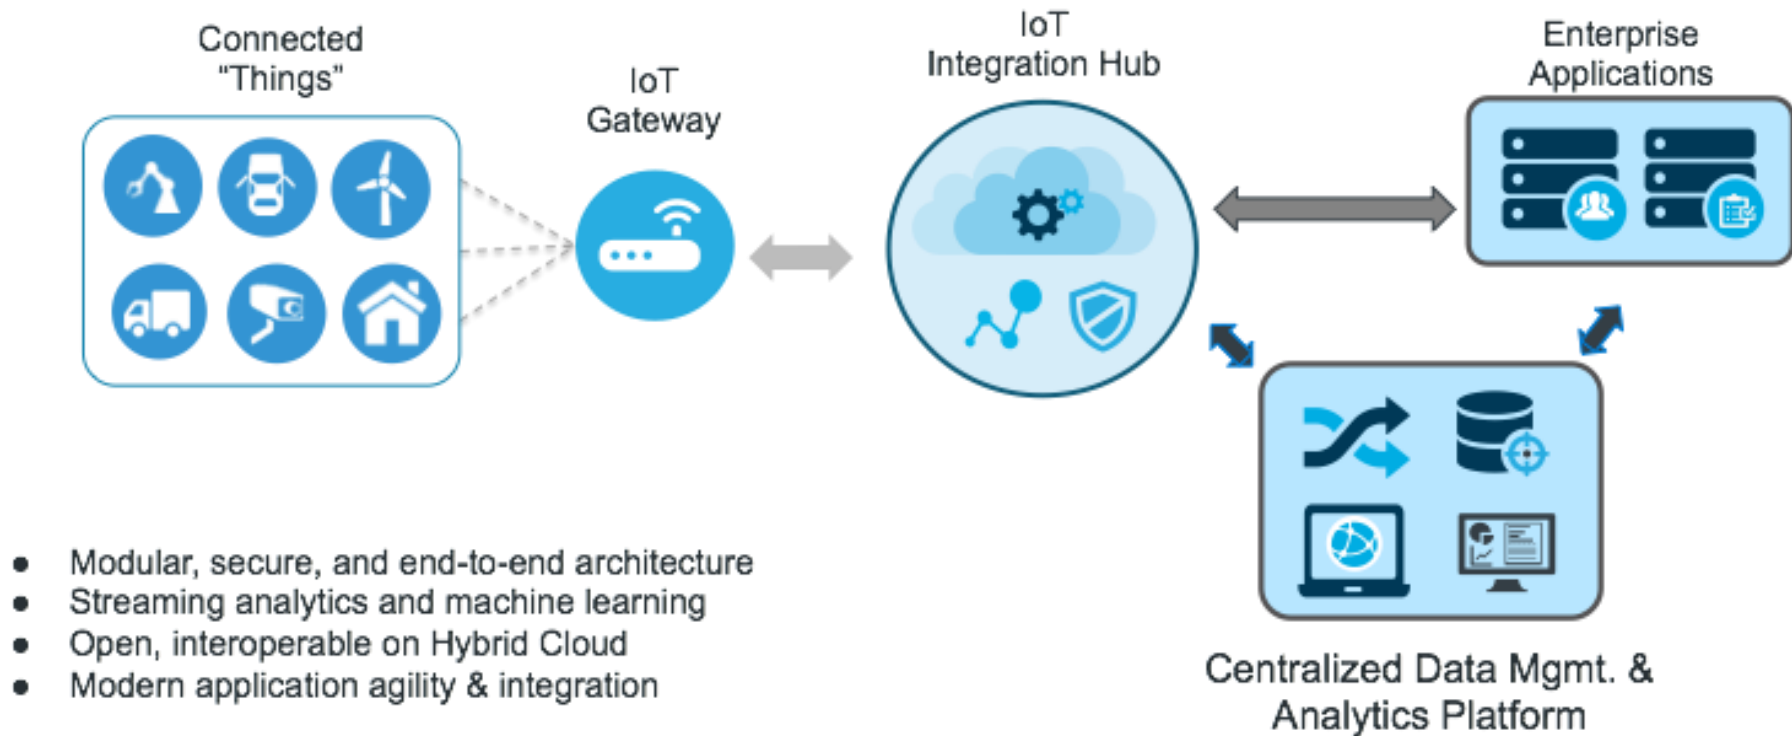 Connected
“Things”
IoT
Gateway
IoT
Integration Hub
Enterprise
Applications
● Modular, secure, and end-to-end architecture
● Streaming analytics and machine learning
● Open, interoperable on Hybrid Cloud
● Modern application agility & integration
Centralized Data Mgmt. &
Analytics Platform